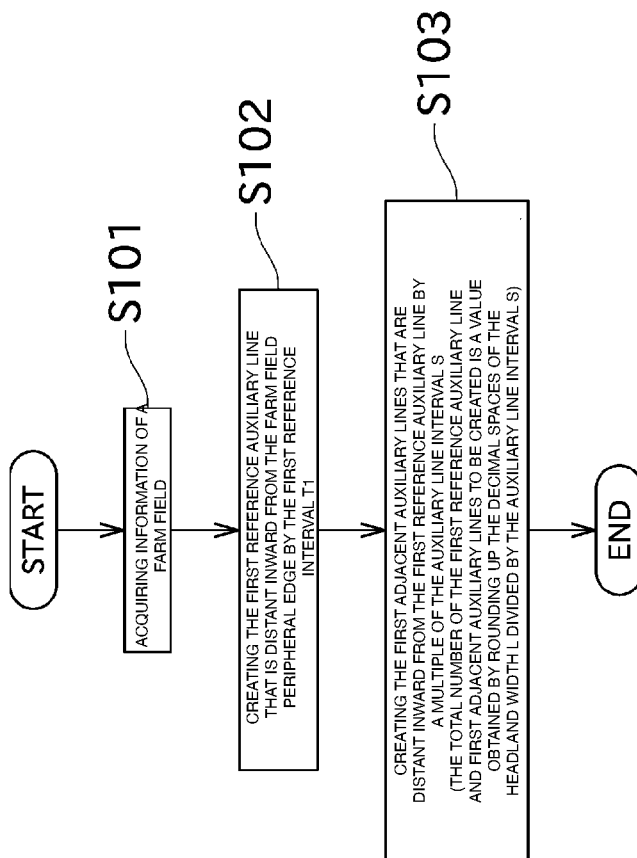 START
S101
ACQUIRING INFORMATION OF A
FARM FIELD
S102
CREATING THE FIRST REFERENCE AUXILIARY LINE
THAT IS DISTANT INWARD FROM THE FARM FIELD
PERIPHERAL EDGE BY THE FIRST REFERENCE
INTERVAL T1
S103
CREATING THE FIRST ADJACENT AUXILIARY LINES THAT ARE
DISTANT INWARD FROM THE FIRST REFERENCE AUXILIARY LINE BY
A MULTIPLE OF THE AUXILIARY LINE INTERVAL S
(THE TOTAL NUMBER OF THE FIRST REFERENCE AUXILIARY LINE
AND FIRST ADJACENT AUXILIARY LINES TO BE CREATED IS A VALUE
OBTAINED BY ROUNDING UP THE DECIMAL SPACES OF THE
HEADLAND WIDTH L DIVIDED BY THE AUXILIARY LINE INTERVAL S)
END